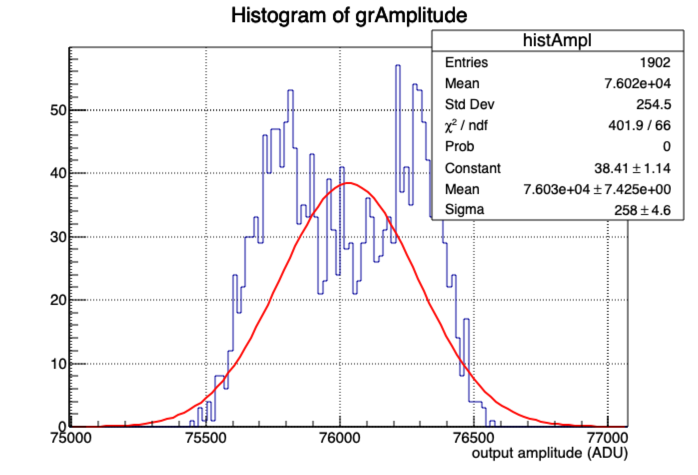 Histogram of grAmplitude
histAmpl
Entries 1902
Mean 7.602e+04
Std Dev 254.5
χ² / ndf 401.9 / 66
Prob 0
Constant 38.41 ± 1.14
Mean 7.603e+04 ± 7.425e+00
Sigma 258 ± 4.6
50
40
30
20
10
0
75000 75500 76000 76500 77000
output amplitude (ADU)